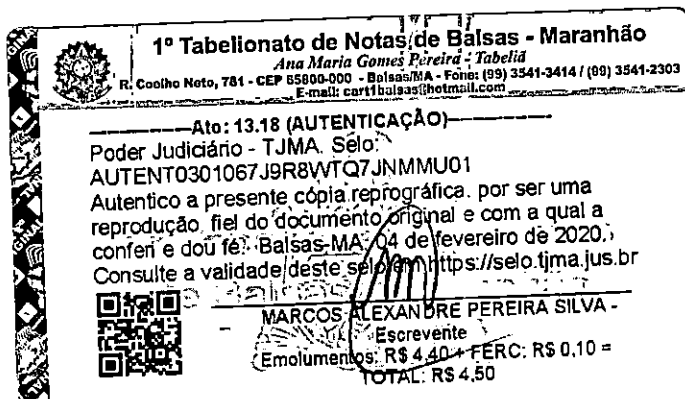 1º Tabelionato de Notas de Balsas - Maranhão
Ana Maria Gomes Pereira - Tabeliã
R. Coelho Neto, 781 - CEP 65800-000 - Balsas/MA - Fone: (99) 3541-3414 / (99) 3541-2303
E-mail: cart1balsas@hotmail.com
Ato: 13.18 (AUTENTICAÇÃO)
Poder Judiciário - TJMA. Selo:
AUTENT0301067J9R8WTQ7JNMMU01
Autentico a presente cópia reprográfica, por ser uma
reprodução fiel do documento original e com a qual a
conferi e dou fé. Balsas-MA, 04 de fevereiro de 2020.
Consulte a validade deste selo em https://selo.tjma.jus.br
MARCOS ALEXANDRE PEREIRA SILVA -
Escrevente
Emolumentos: R$ 4,40 + FERC: R$ 0,10 =
TOTAL: R$ 4,50